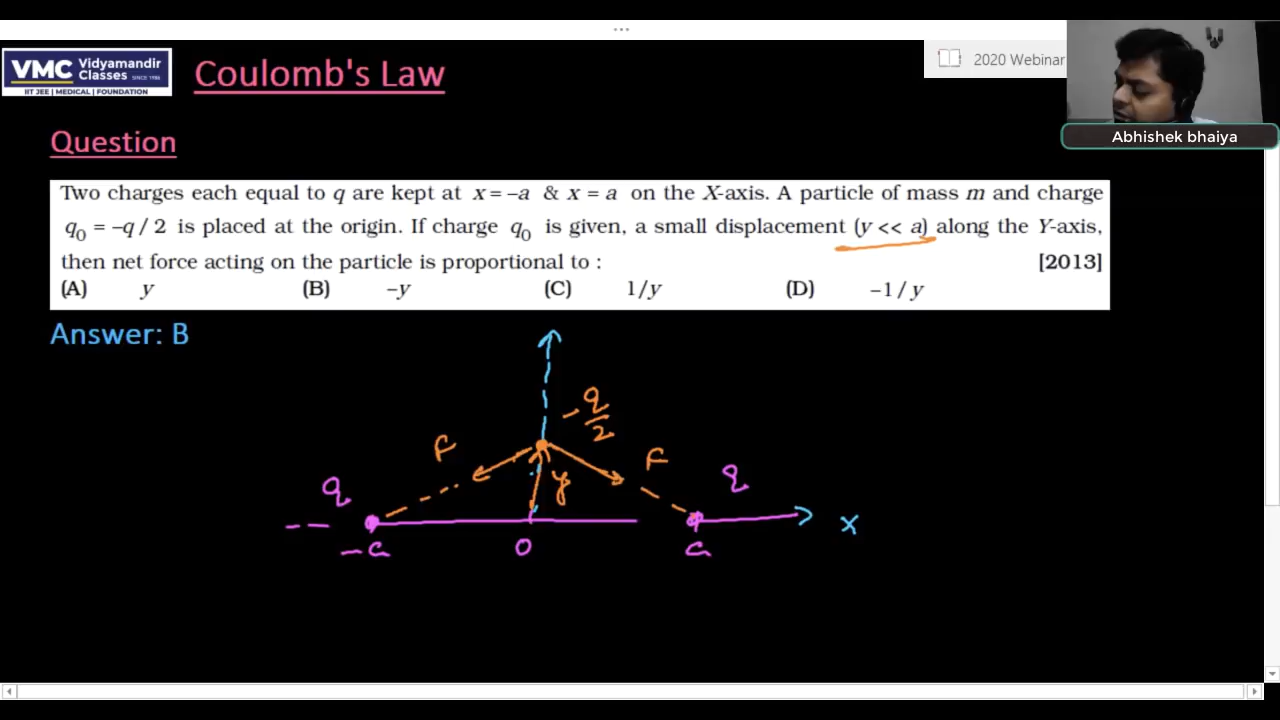 VMC Vidyamandir Classes SINCE 1986
IIT JEE | MEDICAL | FOUNDATION
Coulomb's Law
2020 Webinar
Abhishek bhaiya
Question
Two charges each equal to q are kept at x = –a & x = a on the X-axis. A particle of mass m and charge
q₀ = –q / 2 is placed at the origin. If charge q₀ is given, a small displacement (y << a) along the Y-axis,
then net force acting on the particle is proportional to : [2013]
(A) y (B) –y (C) 1/y (D) –1/ y
Answer: B
-q/2
F F
q y q
-a o a x